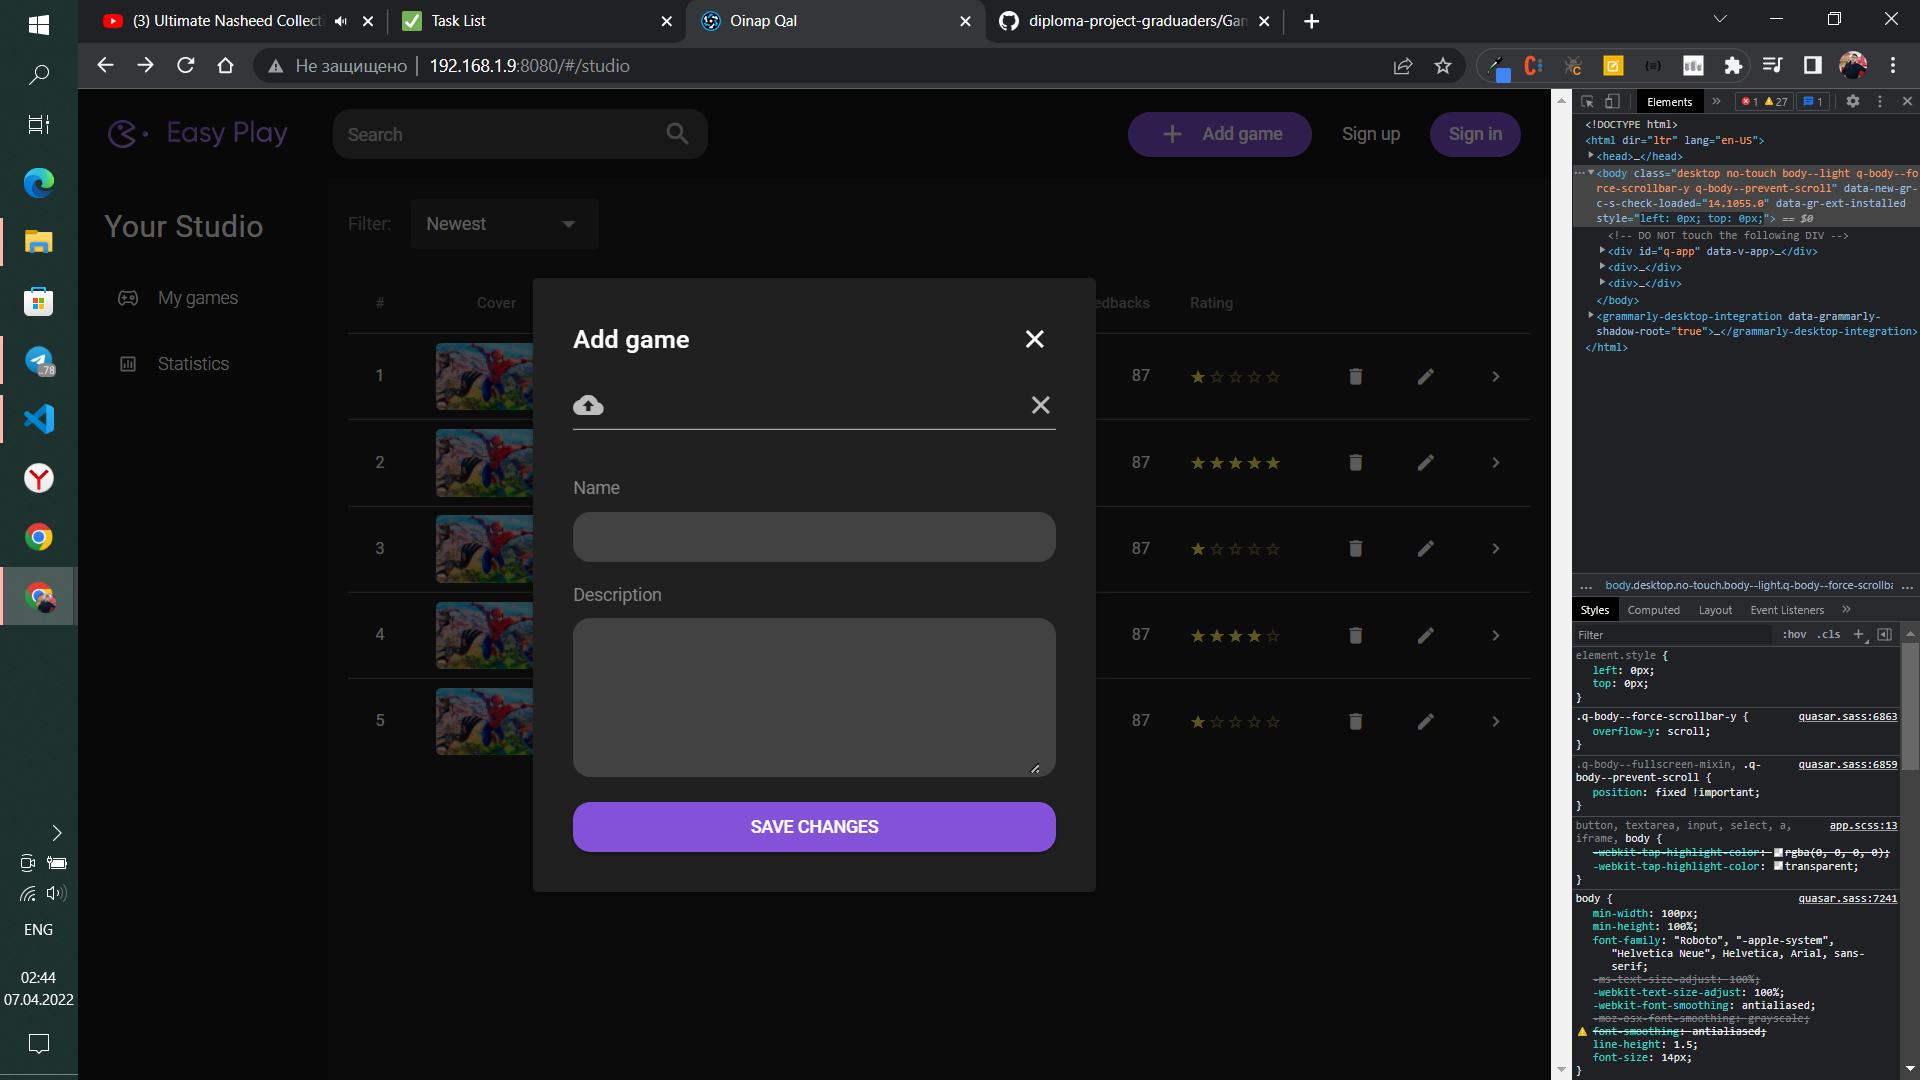 (3) Ultimate Nasheed Collecti
Task List
Oinap Qal
diploma-project-graduaders/Gam
Не защищено
192.168.1.9:8080/#/studio
Easy Play
Search
Add game
Sign up
Sign in
Your Studio
My games
Statistics
Filter:
Newest
#
Cover
edbacks
Rating
1
87
2
87
3
87
4
87
5
87
Add game
Name
Description
SAVE CHANGES
78
ENG
02:44
07.04.2022
Elements
1
27
1
<!DOCTYPE html>
<html dir="ltr" lang="en-US">
<head>…</head>
<body class="desktop no-touch body--light q-body--fo
rce-scrollbar-y q-body--prevent-scroll" data-new-gr-
c-s-check-loaded="14.1055.0" data-gr-ext-installed
style="left: 0px; top: 0px;"> == $0
<!-- DO NOT touch the following DIV -->
<div id="q-app" data-v-app>…</div>
<div>…</div>
<div>…</div>
</body>
<grammarly-desktop-integration data-grammarly-
shadow-root="true">…</grammarly-desktop-integration>
</html>
... body.desktop.no-touch.body--light.q-body--force-scrollba ...
Styles Computed Layout Event Listeners
Filter
:hov .cls
element.style {
left: 0px;
top: 0px;
}
.q-body--force-scrollbar-y {
quasar.sass:6863
overflow-y: scroll;
}
.q-body--fullscreen-mixin, .q-
quasar.sass:6859
body--prevent-scroll {
position: fixed !important;
}
button, textarea, input, select, a,
app.scss:13
iframe, body {
-webkit-tap-highlight-color: rgba(0, 0, 0, 0);
-webkit-tap-highlight-color: transparent;
}
body {
quasar.sass:7241
min-width: 100px;
min-height: 100%;
font-family: "Roboto", "-apple-system",
"Helvetica Neue", Helvetica, Arial, sans-
serif;
-ms-text-size-adjust: 100%;
-webkit-text-size-adjust: 100%;
-webkit-font-smoothing: antialiased;
-moz-osx-font-smoothing: grayscale;
font-smoothing: antialiased;
line-height: 1.5;
font-size: 14px;
}